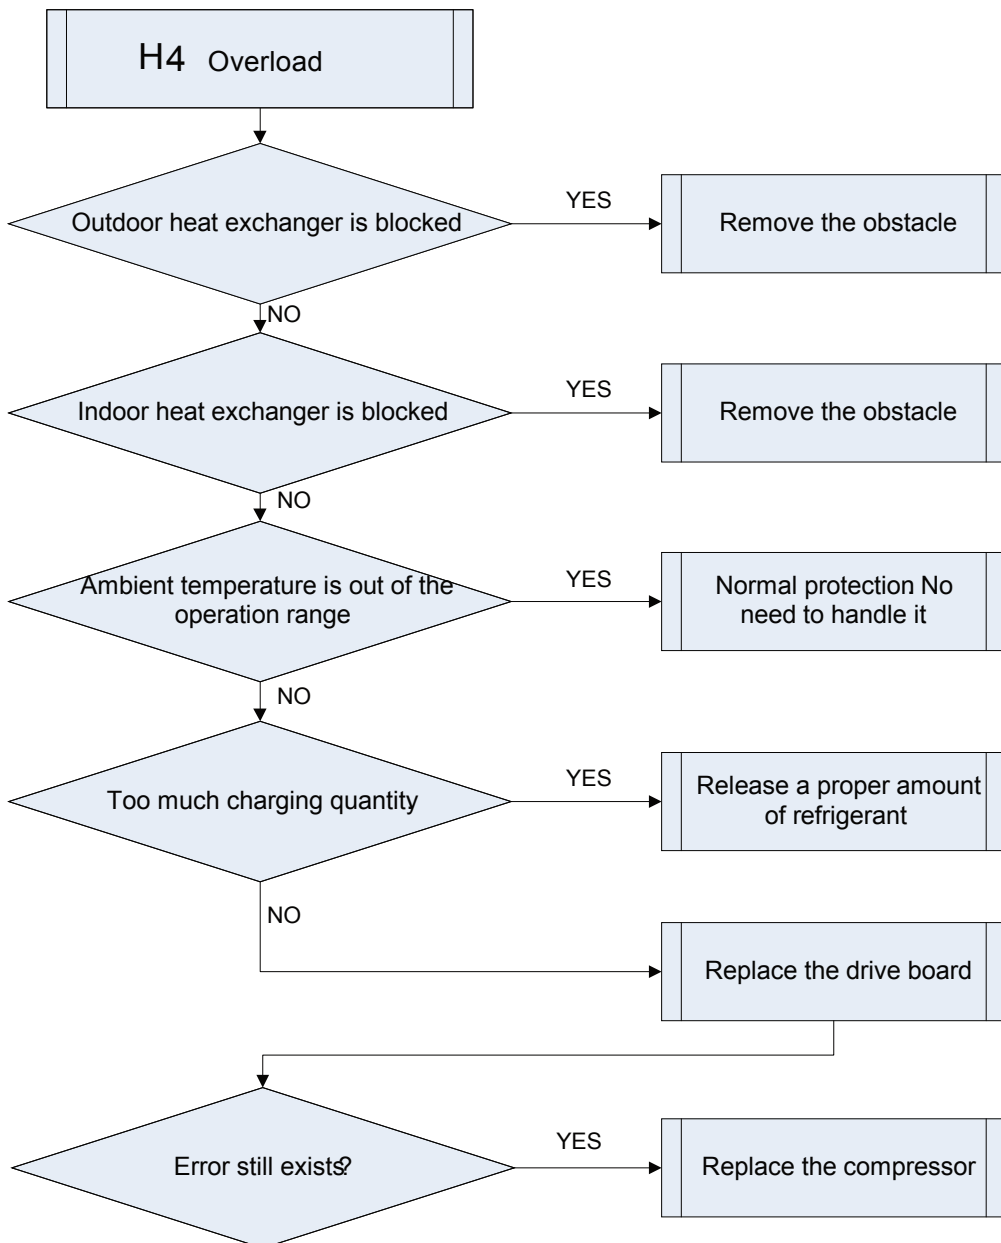 H4 Overload
Outdoor heat exchanger is blocked
YES
Remove the obstacle
NO
Indoor heat exchanger is blocked
YES
Remove the obstacle
NO
Ambient temperature is out of the
operation range
YES
Normal protection. No
need to handle it
NO
Too much charging quantity
YES
Release a proper amount
of refrigerant
NO
Replace the drive board
Error still exists?
YES
Replace the compressor